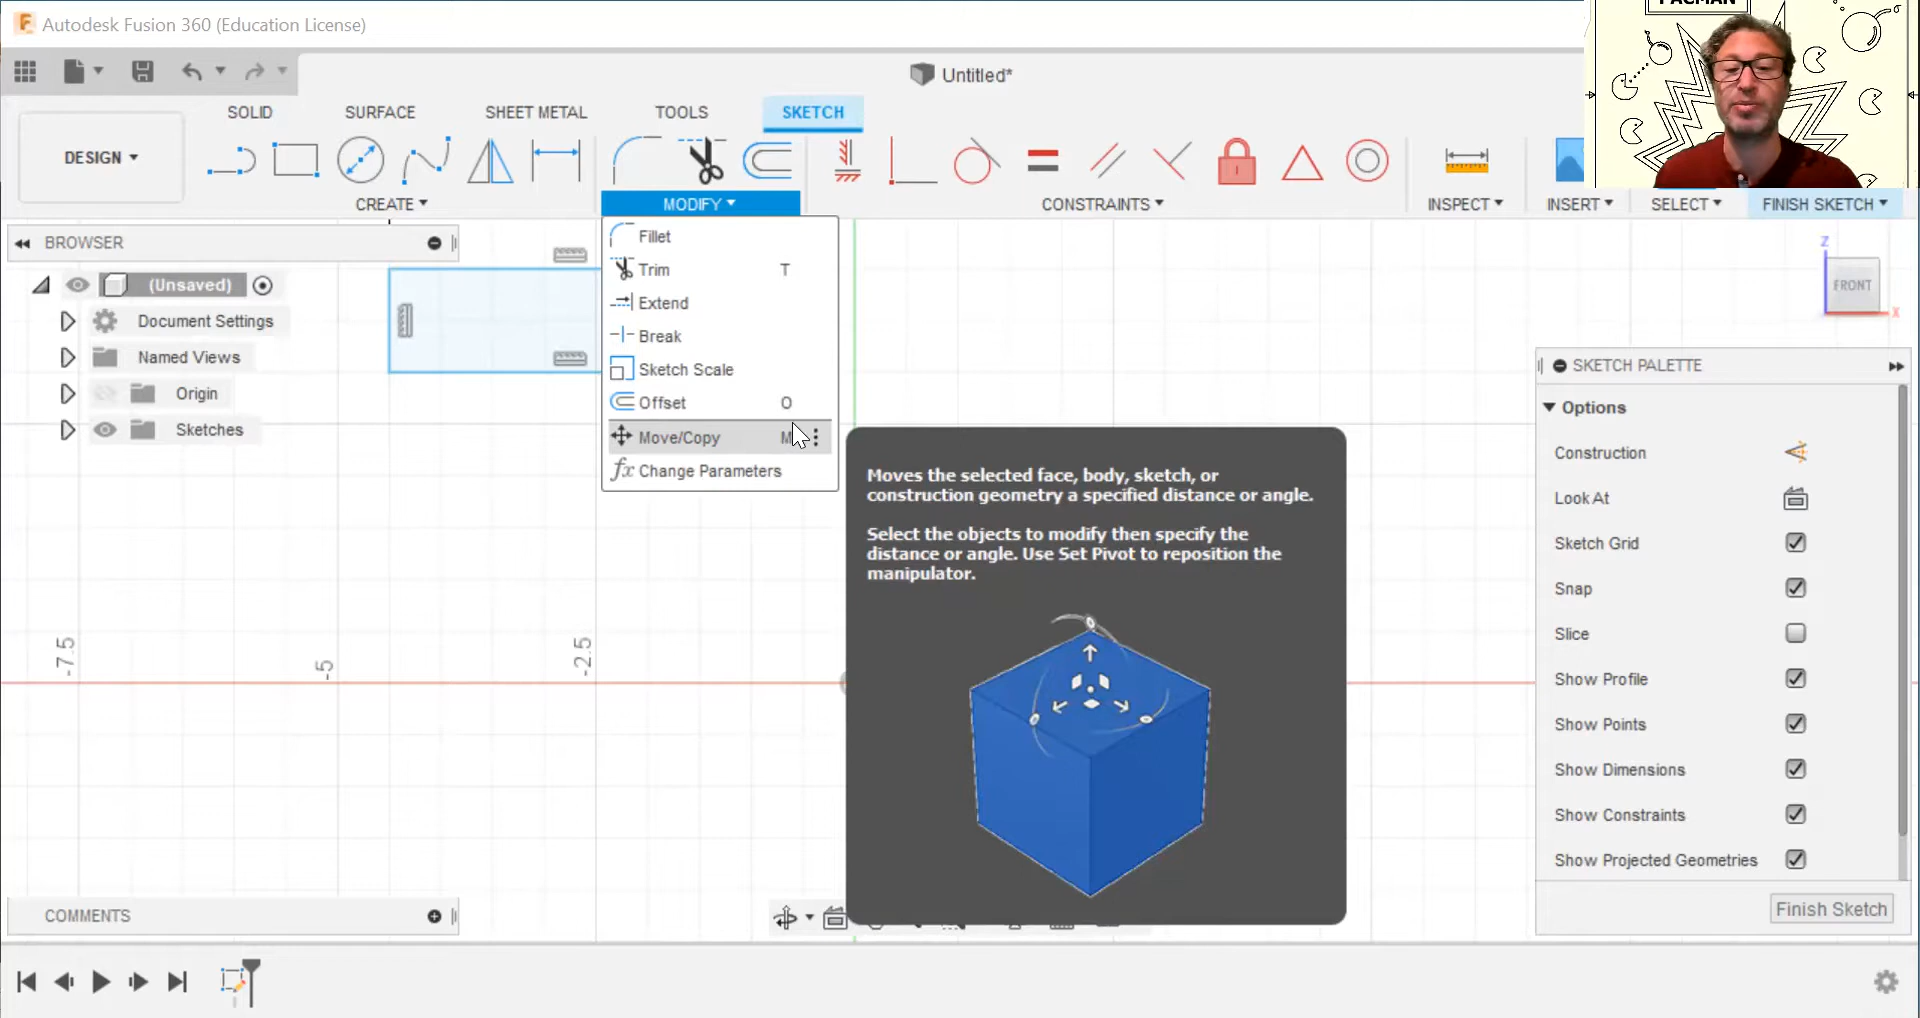 Autodesk Fusion 360 (Education License)
PACMAN
Untitled*
SOLID
SURFACE
SHEET METAL
TOOLS
SKETCH
DESIGN
CREATE
MODIFY
CONSTRAINTS
INSPECT
INSERT
SELECT
FINISH SKETCH
BROWSER
(Unsaved)
Document Settings
Named Views
Origin
Sketches
Fillet
Trim T
Extend
Break
Sketch Scale
Offset O
Move/Copy M
fx Change Parameters
Moves the selected face, body, sketch, or
construction geometry a specified distance or angle.
Select the objects to modify then specify the
distance or angle. Use Set Pivot to reposition the
manipulator.
-7.5
-5
-2.5
Z
FRONT
X
SKETCH PALETTE
Options
Construction
Look At
Sketch Grid
Snap
Slice
Show Profile
Show Points
Show Dimensions
Show Constraints
Show Projected Geometries
Finish Sketch
COMMENTS